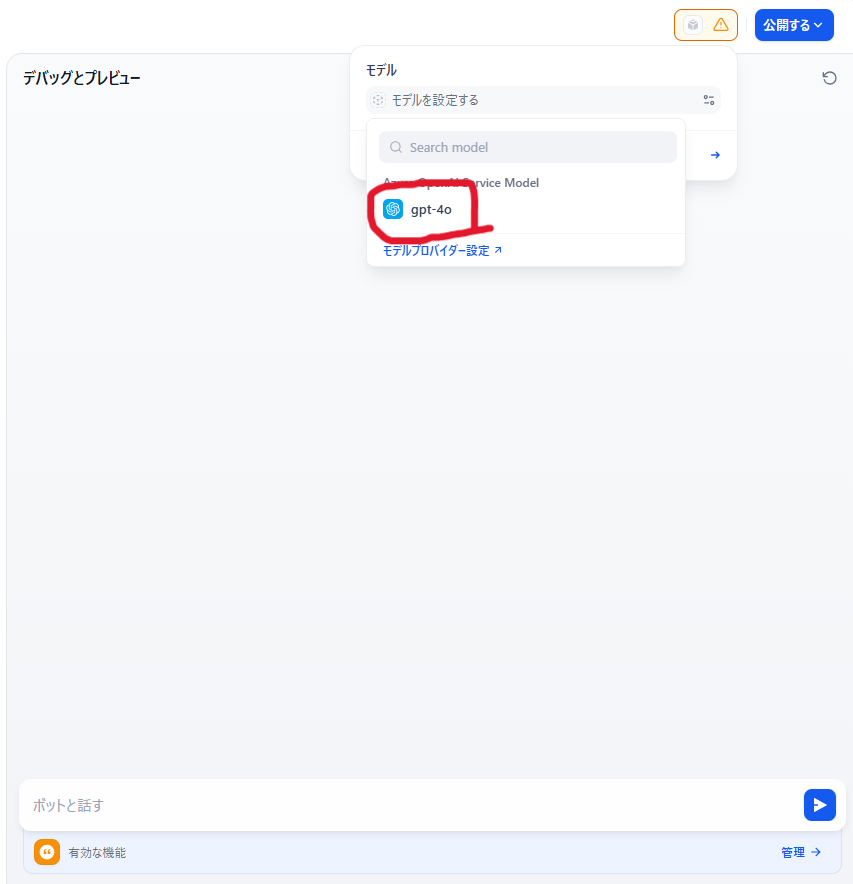 公開する
デバッグとプレビュー
モデル
モデルを設定する
Search model
Azure OpenAI Service Model
gpt-4o
モデルプロバイダー設定
ボットと話す
有効な機能
管理